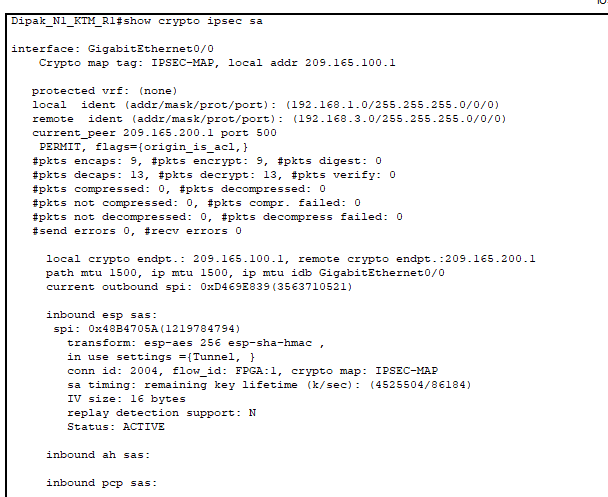 Dipak_N1_KTM_R1#show crypto ipsec sa
interface: GigabitEthernet0/0
Crypto map tag: IPSEC-MAP, local addr 209.165.100.1
protected vrf: (none)
local ident (addr/mask/prot/port): (192.168.1.0/255.255.255.0/0/0)
remote ident (addr/mask/prot/port): (192.168.3.0/255.255.255.0/0/0)
current_peer 209.165.200.1 port 500
PERMIT, flags={origin_is_acl,}
#pkts encaps: 9, #pkts encrypt: 9, #pkts digest: 0
#pkts decaps: 13, #pkts decrypt: 13, #pkts verify: 0
#pkts compressed: 0, #pkts decompressed: 0
#pkts not compressed: 0, #pkts compr. failed: 0
#pkts not decompressed: 0, #pkts decompress failed: 0
#send errors 0, #recv errors 0
local crypto endpt.: 209.165.100.1, remote crypto endpt.:209.165.200.1
path mtu 1500, ip mtu 1500, ip mtu idb GigabitEthernet0/0
current outbound spi: 0xD469E839(3563710521)
inbound esp sas:
spi: 0x48B4705A(1219784794)
transform: esp-aes 256 esp-sha-hmac ,
in use settings ={Tunnel, }
conn id: 2004, flow_id: FPGA:1, crypto map: IPSEC-MAP
sa timing: remaining key lifetime (k/sec): (4525504/86184)
IV size: 16 bytes
replay detection support: N
Status: ACTIVE
inbound ah sas:
inbound pcp sas: